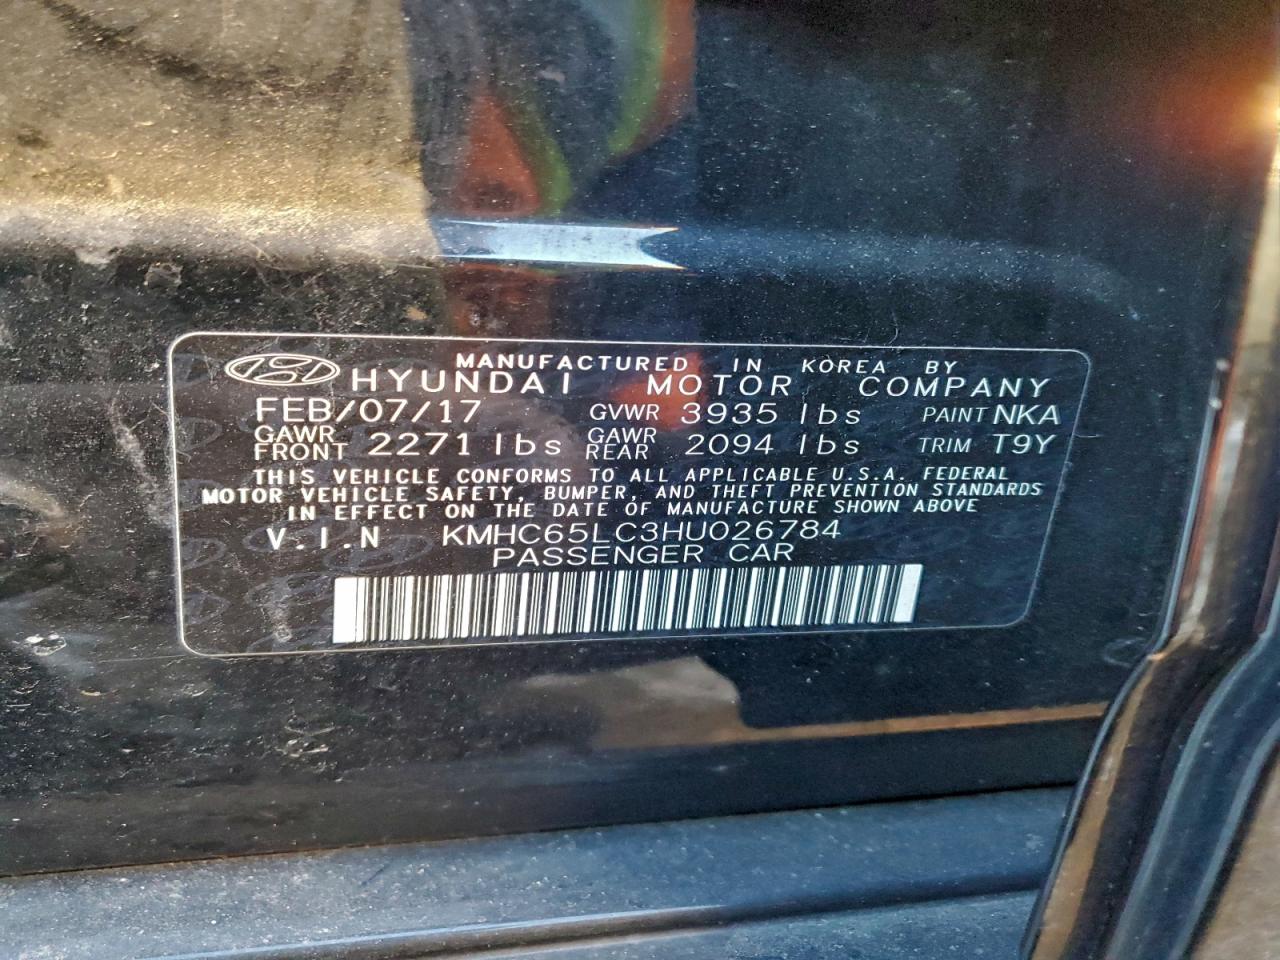 MANUFACTURED IN KOREA BY
HYUNDAI MOTOR COMPANY
FEB/07/17 GVWR 3935 lbs PAINT NKA
GAWR FRONT 2271 lbs GAWR REAR 2094 lbs TRIM T9Y
THIS VEHICLE CONFORMS TO ALL APPLICABLE U.S.A. FEDERAL
MOTOR VEHICLE SAFETY, BUMPER, AND THEFT PREVENTION STANDARDS
IN EFFECT ON THE DATE OF MANUFACTURE SHOWN ABOVE
V.I.N KMHC65LC3HU026784
PASSENGER CAR